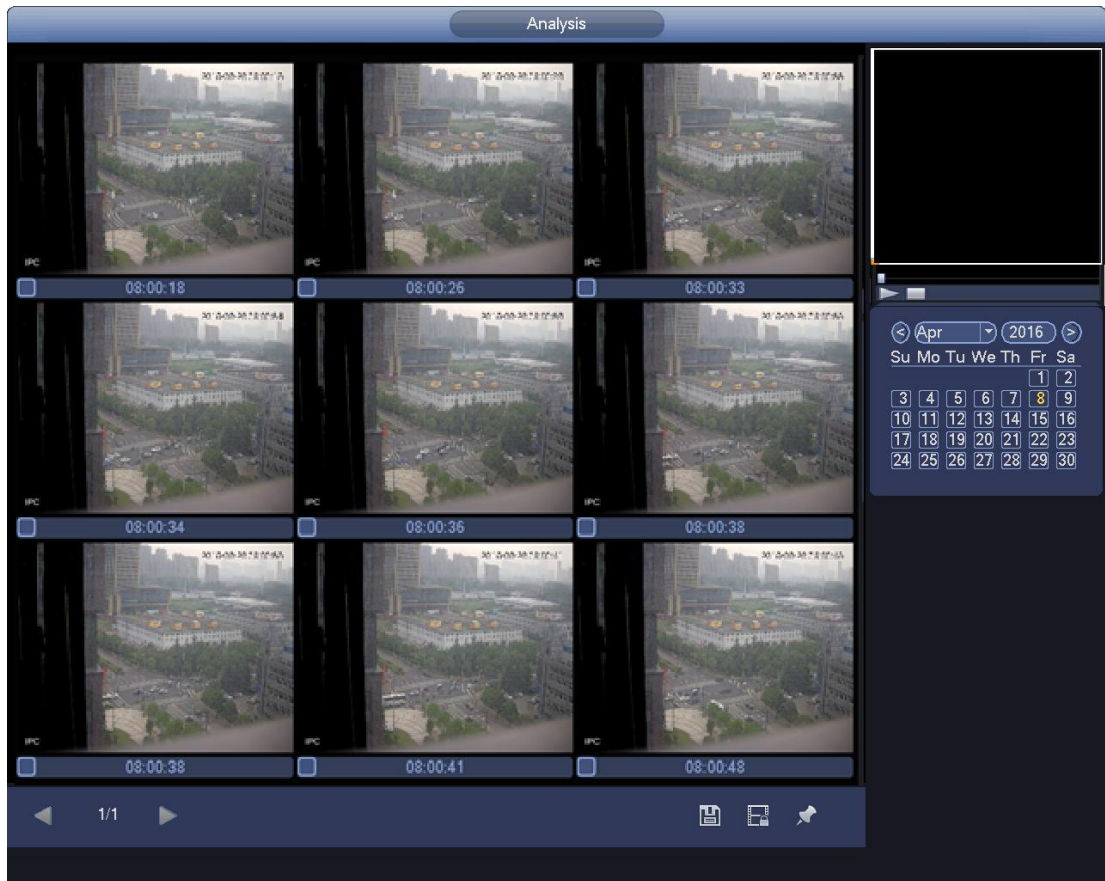 Analysis
IPC IPC IPC
08:00:18 08:00:26 08:00:33
Apr 2016
Su Mo Tu We Th Fr Sa
1 2
3 4 5 6 7 8 9
10 11 12 13 14 15 16
17 18 19 20 21 22 23
24 25 26 27 28 29 30
IPC IPC IPC
08:00:34 08:00:36 08:00:38
IPC IPC IPC
08:00:38 08:00:41 08:00:48
1/1